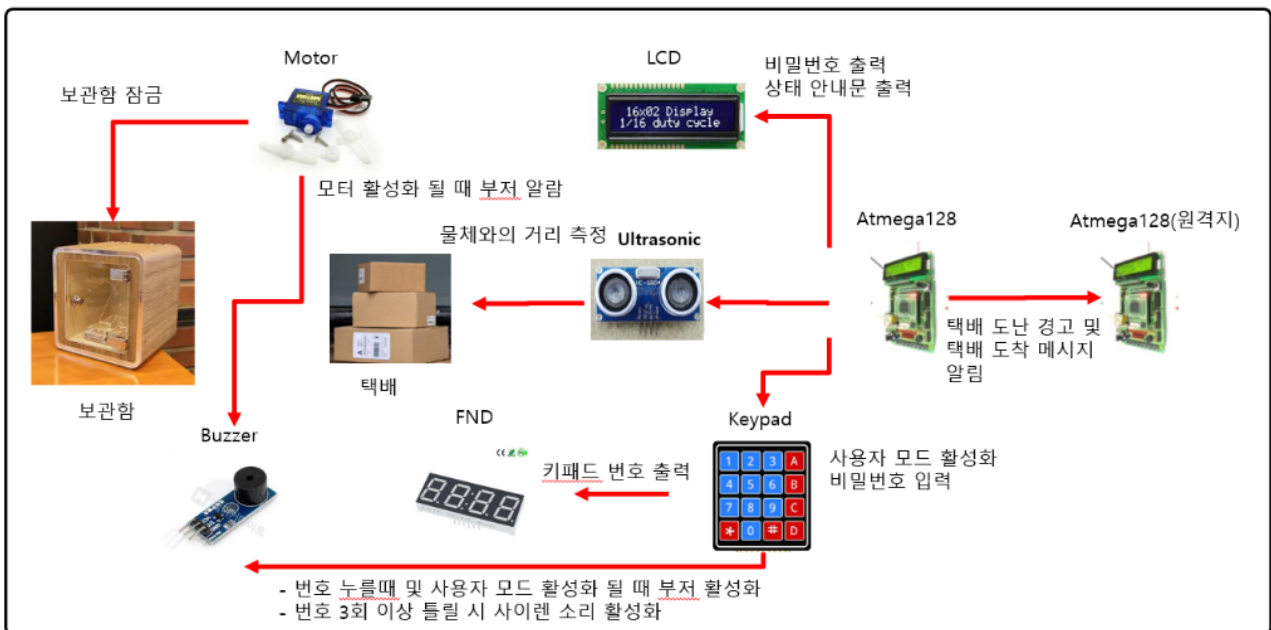 Motor
LCD
비밀번호 출력
상태 안내문 출력
보관함 잠금
16x02 Display
1/16 duty cycle
모터 활성화 될 때 부저 알람
Atmega128
Atmega128(원격지)
물체와의 거리 측정
Ultrasonic
HC-SR04
택배 도난 경고 및
택배 도착 메시지
알림
택배
보관함
FND
Keypad
Buzzer
키패드 번호 출력
사용자 모드 활성화
비밀번호 입력
1 2 3 A
4 5 6 B
7 8 9 C
* 0 # D
- 번호 누를때 및 사용자 모드 활성화 될 때 부저 활성화
- 번호 3회 이상 틀릴 시 사이렌 소리 활성화